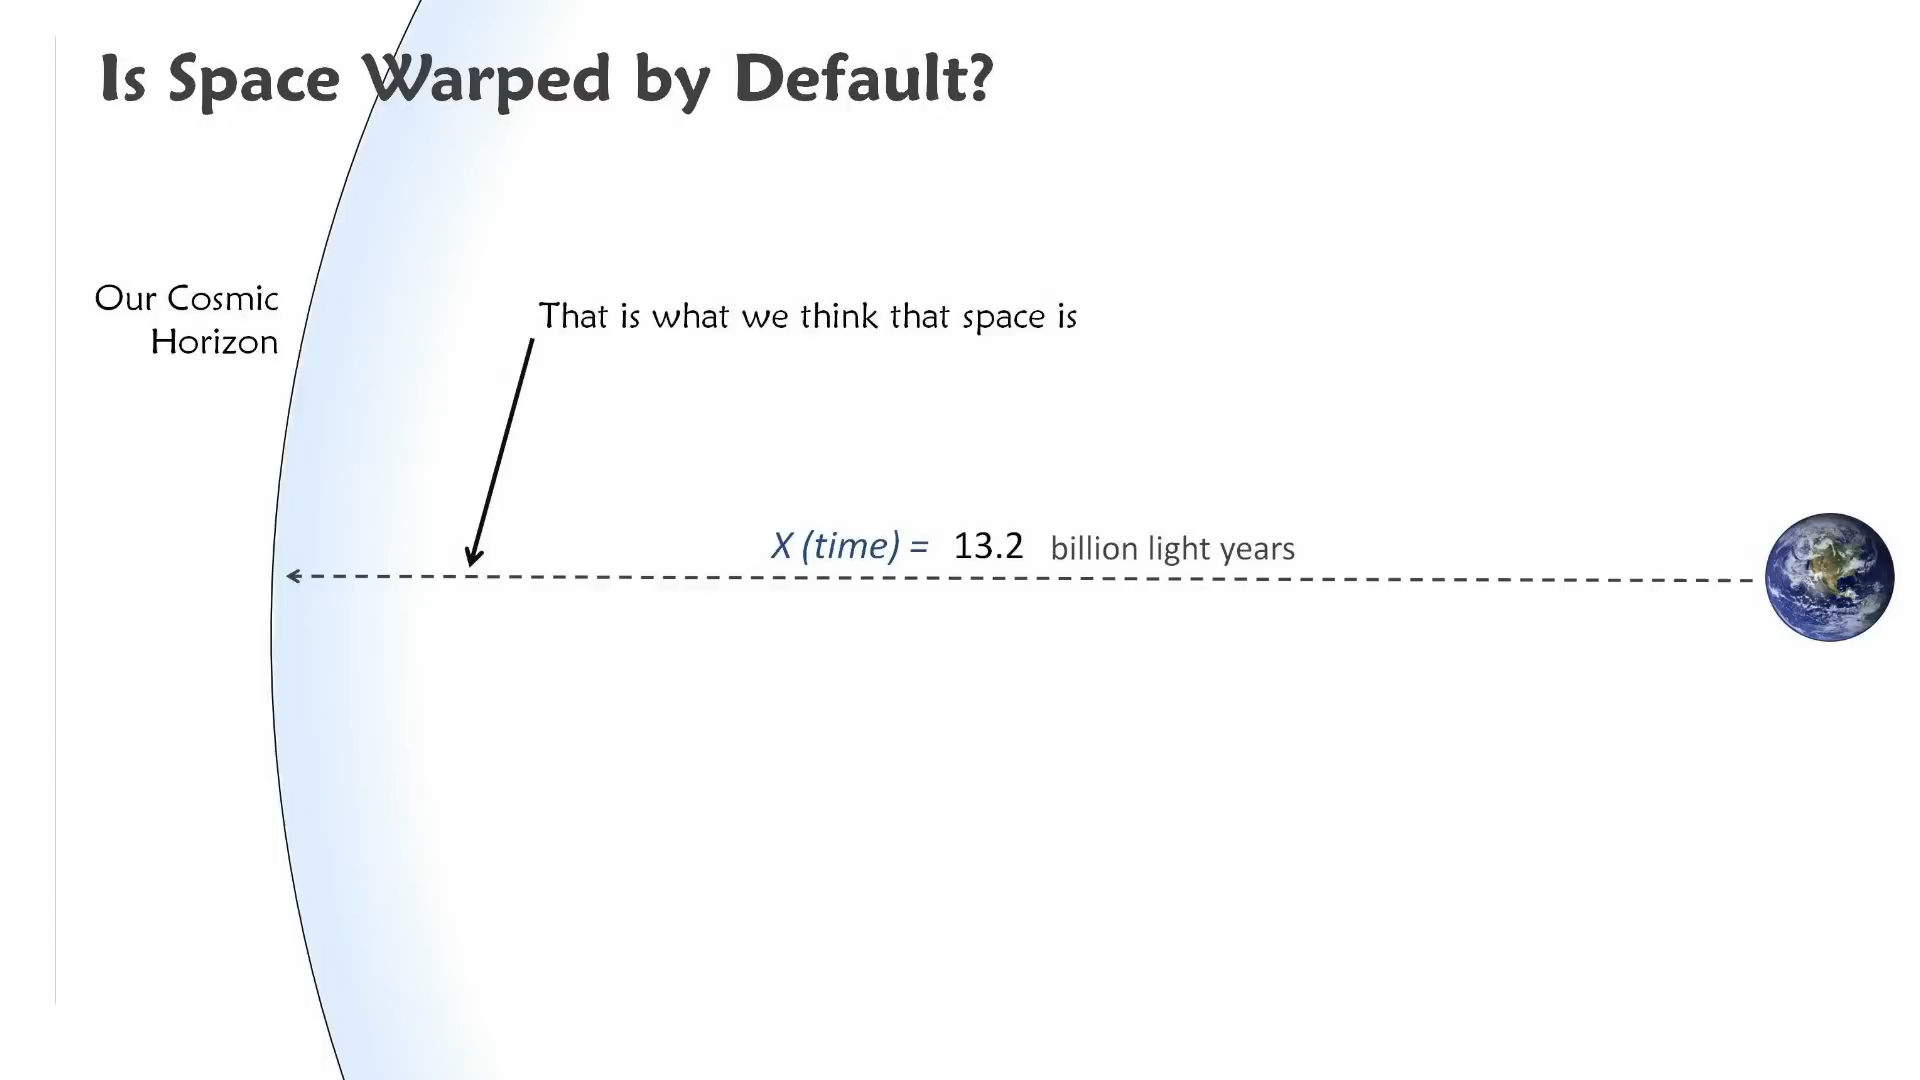 Is Space Warped by Default?
Our Cosmic
Horizon
That is what we think that space is
X (time) = 13.2 billion light years